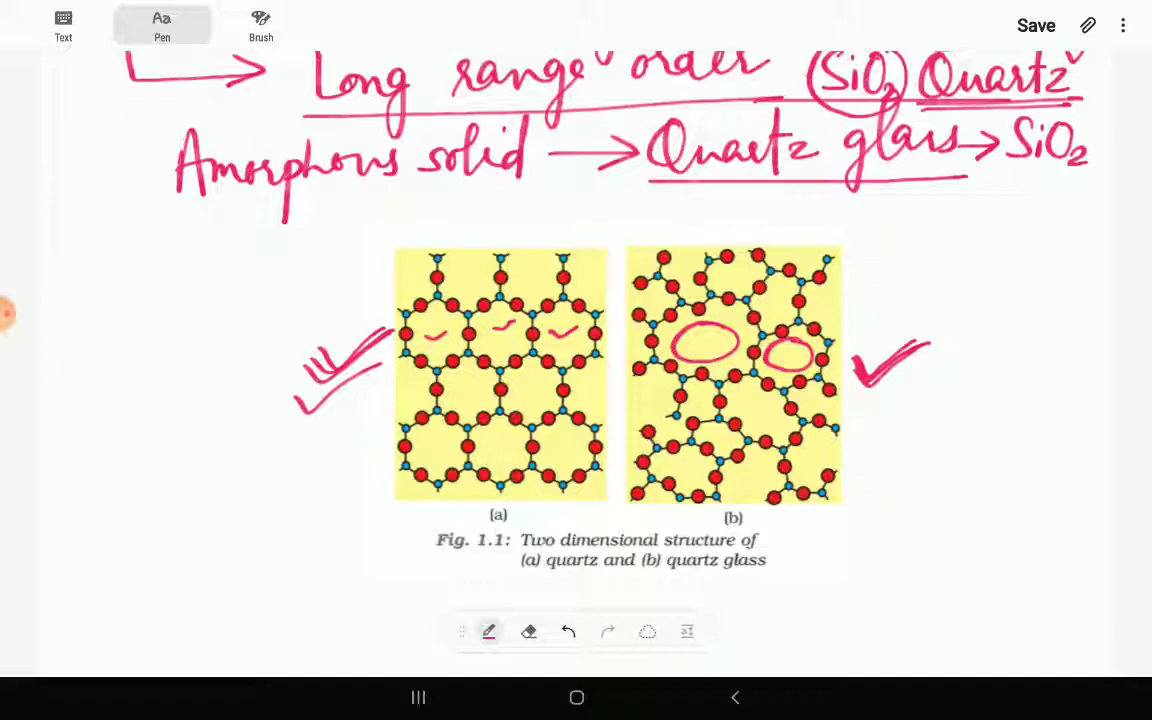 Text
Aa
Pen
Brush
Save
Long range order (SiO2) Quartz
Amorphous solid → Quartz glass → SiO2
(a)
(b)
Fig. 1.1: Two dimensional structure of
(a) quartz and (b) quartz glass